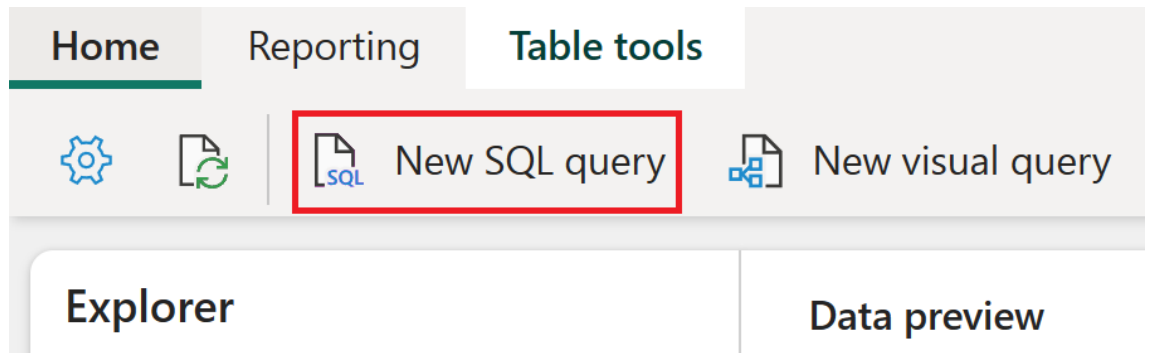 Home Reporting Table tools
SQL New SQL query New visual query
Explorer Data preview